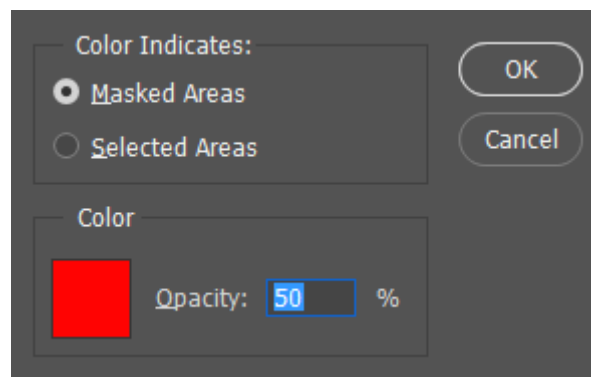 Color Indicates:
Masked Areas
Selected Areas
OK
Cancel
Color
Opacity: 50 %